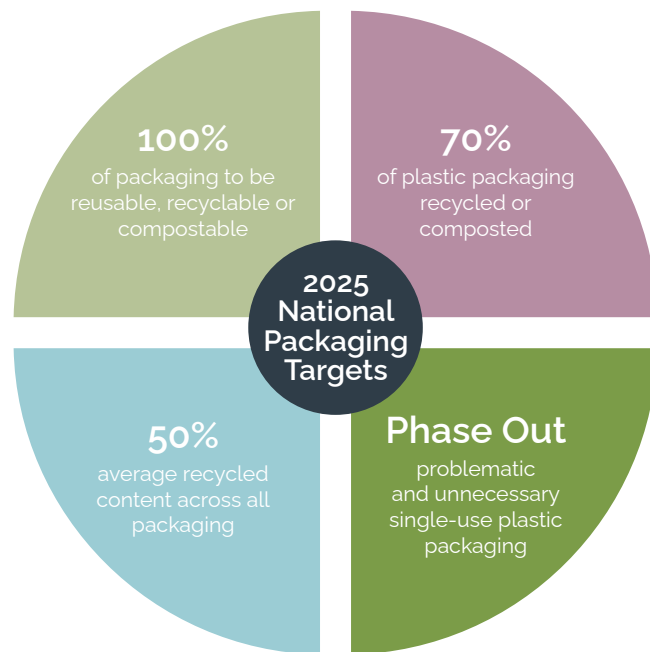 100%
of packaging to be
reusable, recyclable or
compostable
70%
of plastic packaging
recycled or
composted
2025
National
Packaging
Targets
50%
average recycled
content across all
packaging
Phase Out
problematic
and unnecessary
single-use plastic
packaging